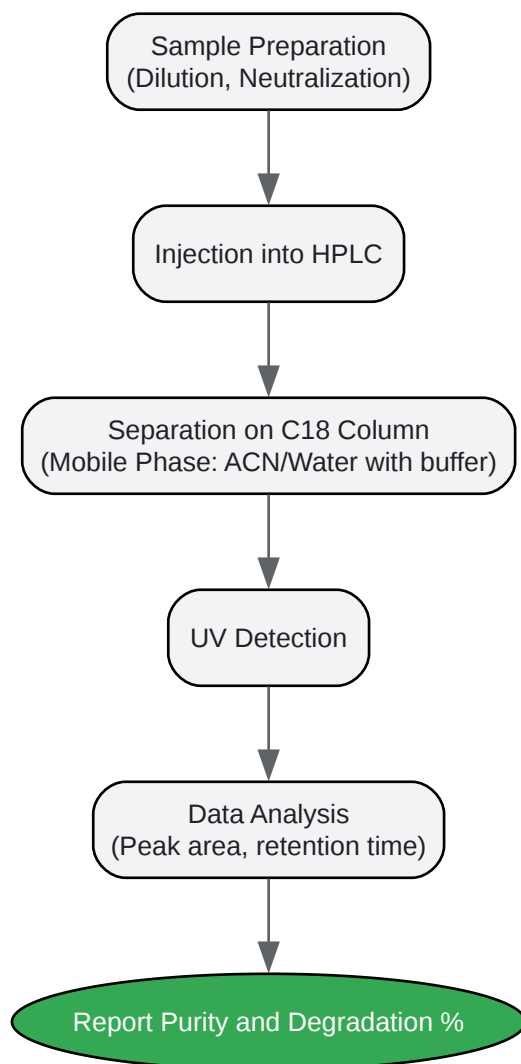 Sample Preparation
(Dilution, Neutralization)
Injection into HPLC
Separation on C18 Column
(Mobile Phase: ACN/Water with buffer)
UV Detection
Data Analysis
(Peak area, retention time)
Report Purity and Degradation %